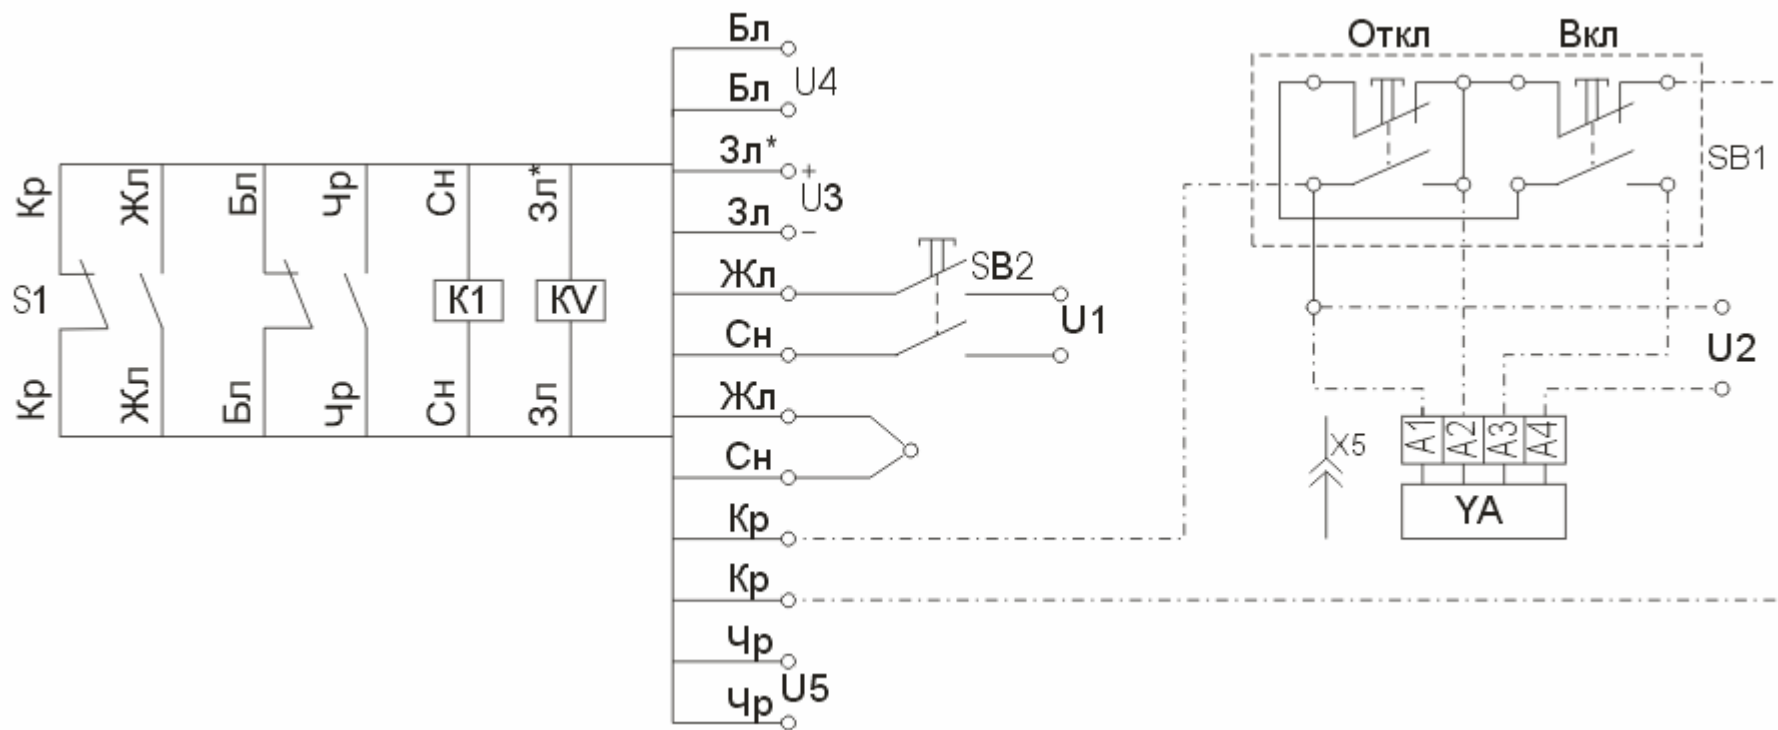 Бл
U4
Бл
Зл*
+
U3
Зл
−
Жл
SB2
Сн
U1
Жл
Сн
Кр
Кр
Чр
U5
Чр
Кр
Жл
Бл
Чр
Сн
Зл*
S1
К1
KV
Кр
Жл
Бл
Чр
Сн
Зл
Откл
Вкл
SB1
U2
X5
A1
A2
A3
A4
YA